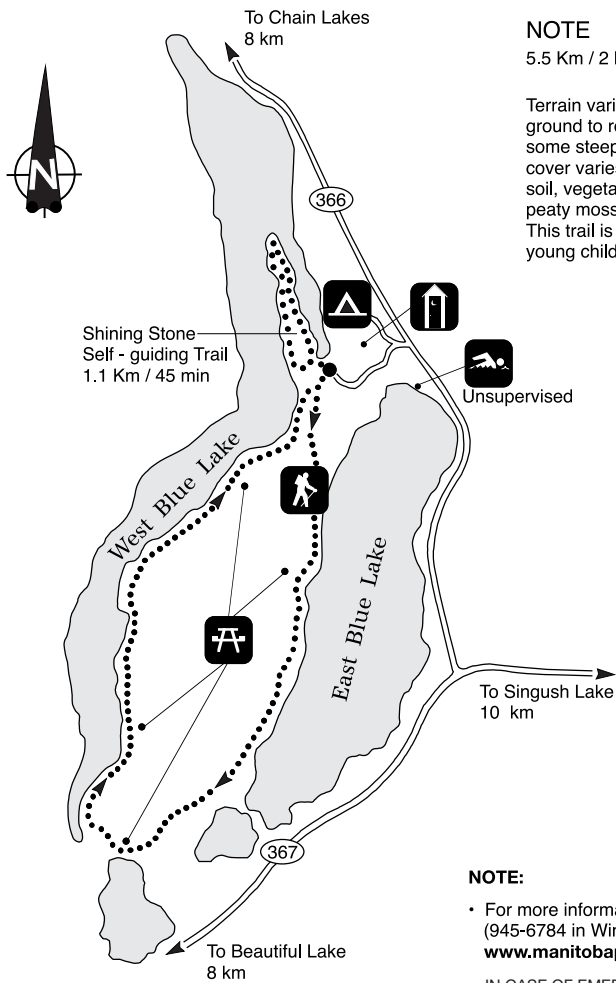 To Chain Lakes
8 km
NOTE
5.5 Km / 2
Terrain vari
ground to r
some steep
cover varies
soil, vegeta
peaty moss
This trail is
young child
N
366
Shining Stone
Self - guiding Trail
1.1 Km / 45 min
Unsupervised
West Blue Lake
East Blue Lake
To Singush Lake
10 km
367
To Beautiful Lake
8 km
NOTE:
• For more informa
(945-6784 in Win
www.manitobap